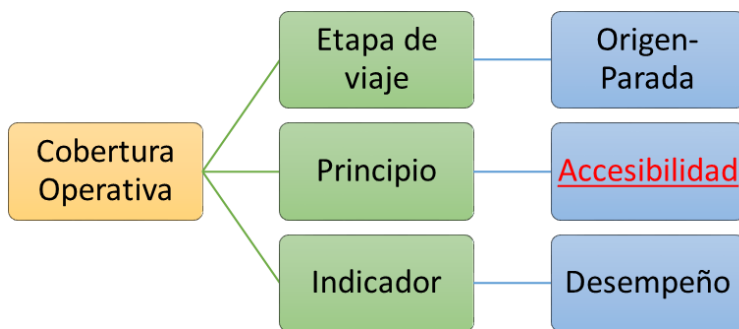 Etapa de
viaje
Origen-
Parada
Cobertura
Operativa
Principio
Accesibilidad
Indicador
Desempeño